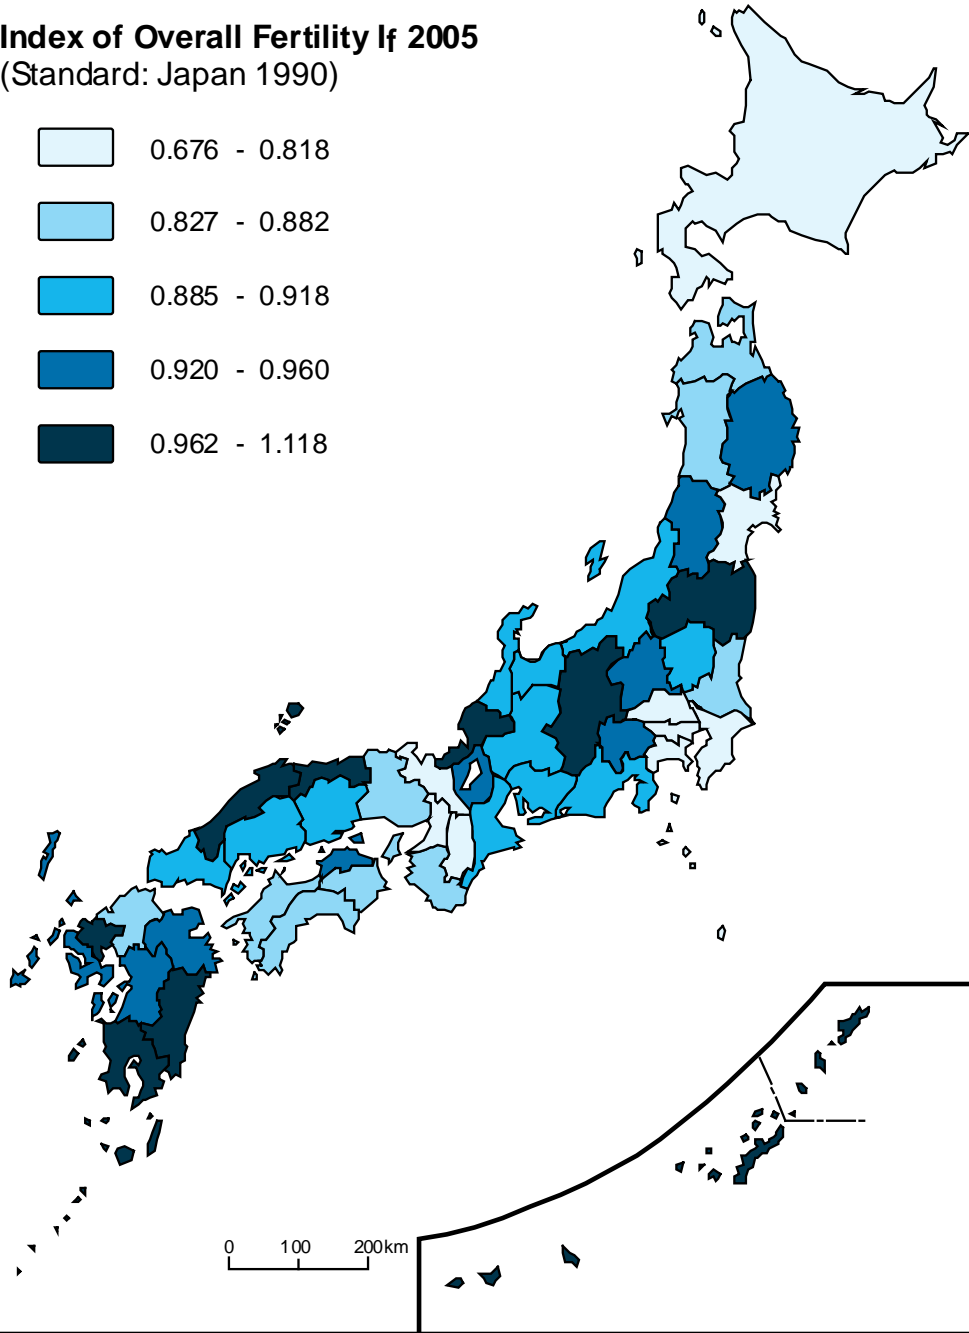 Index of Overall Fertility If 2005
(Standard: Japan 1990)
0.676 - 0.818
0.827 - 0.882
0.885 - 0.918
0.920 - 0.960
0.962 - 1.118
0 100 200km